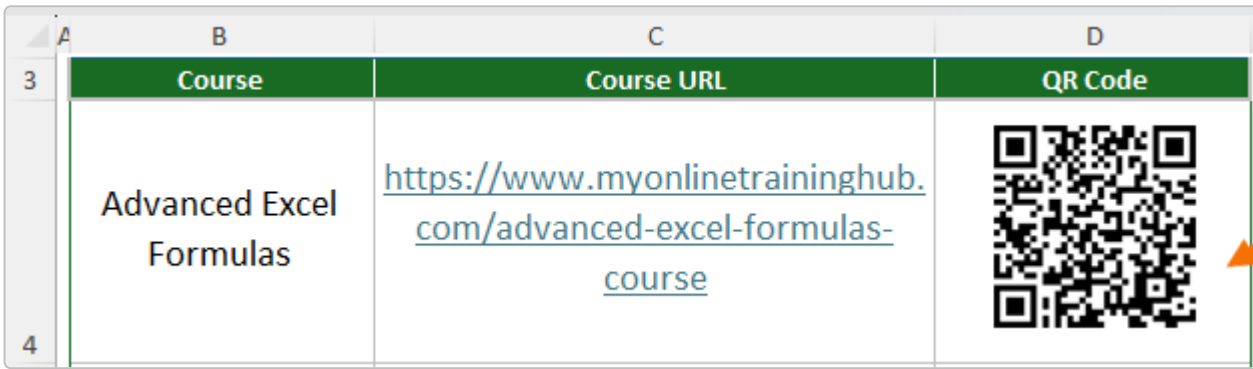 A B C D
3 Course Course URL QR Code
Advanced Excel
Formulas
https://www.myonlinetraininghub.
com/advanced-excel-formulas-
course
4